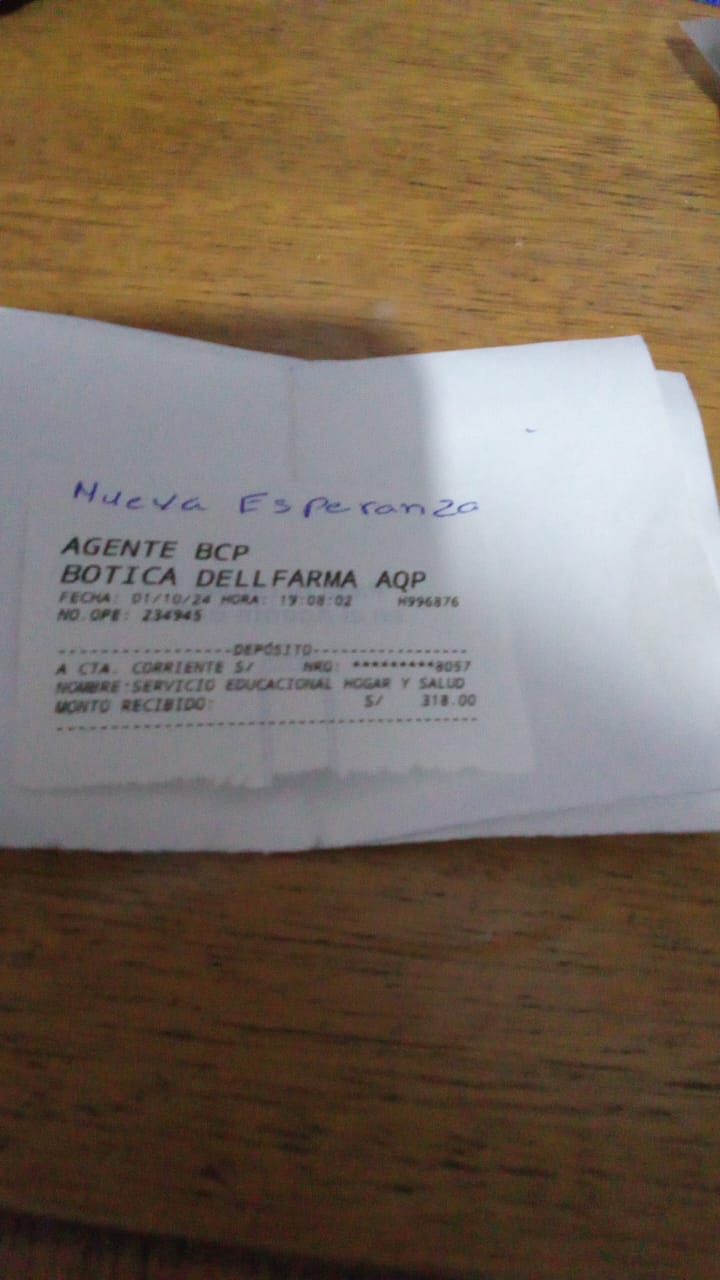 Nueva Esperanza
AGENTE BCP
BOTICA DELLFARMA AQP
FECHA: 01/10/24 HORA: 19:08:02 H996876
NO.OPE: 234945
------------------DEPÓSITO----------------
A CTA. CORRIENTE S/ NRO: *********8057
NOMBRE:SERVICIO EDUCACIONAL HOGAR Y SALUD
MONTO RECIBIDO: S/ 318.00